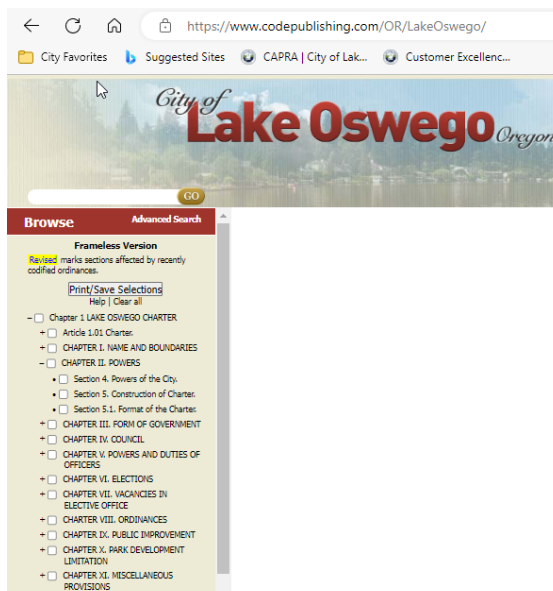 https://www.codepublishing.com/OR/LakeOswego/
City Favorites Suggested Sites CAPRA | City of Lak... Customer Excellenc...
City of
Lake Oswego Oregon
GO
Browse Advanced Search
Frameless Version
Revised marks sections affected by recently
codified ordinances.
Print/Save Selections
Help | Clear all
Chapter 1 LAKE OSWEGO CHARTER
Article 1.01 Charter.
CHAPTER I. NAME AND BOUNDARIES
CHAPTER II. POWERS
Section 4. Powers of the City.
Section 5. Construction of Charter.
Section 5.1. Format of the Charter.
CHAPTER III. FORM OF GOVERNMENT
CHAPTER IV. COUNCIL
CHAPTER V. POWERS AND DUTIES OF
OFFICERS
CHAPTER VI. ELECTIONS
CHAPTER VII. VACANCIES IN
ELECTIVE OFFICE
CHARTER VIII. ORDINANCES
CHAPTER IX. PUBLIC IMPROVEMENT
CHAPTER X. PARK DEVELOPMENT
LIMITATION
CHAPTER XI. MISCELLANEOUS
PROVISIONS